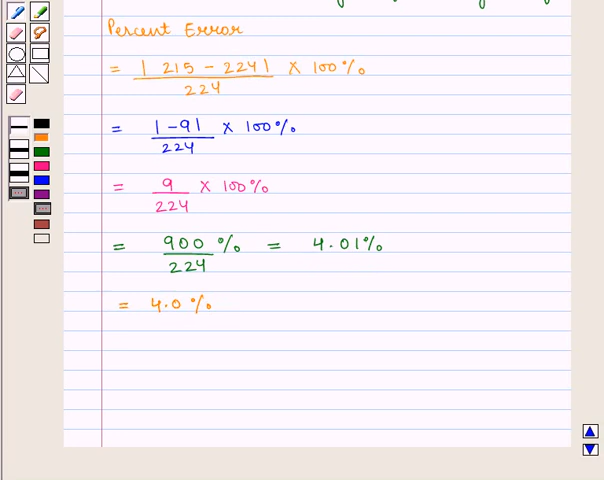 Percent Error
= | 215 - 224 | / 224 × 100%
= | -9 | / 224 × 100%
= 9 / 224 × 100%
= 900 / 224 % = 4.01%
= 4.0 %